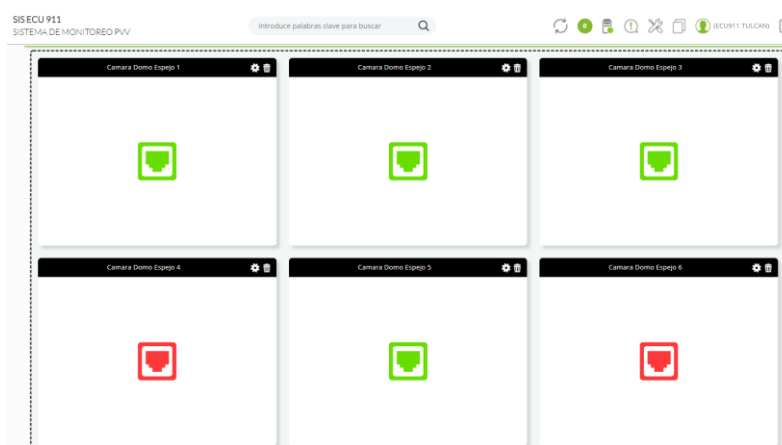 SIS ECU 911
SISTEMA DE MONITOREO PVV
Introduce palabras clave para buscar
0
(ECU911 TULCAN)
Camara Domo Espejo 1
Camara Domo Espejo 2
Camara Domo Espejo 3
Camara Domo Espejo 4
Camara Domo Espejo 5
Camara Domo Espejo 6